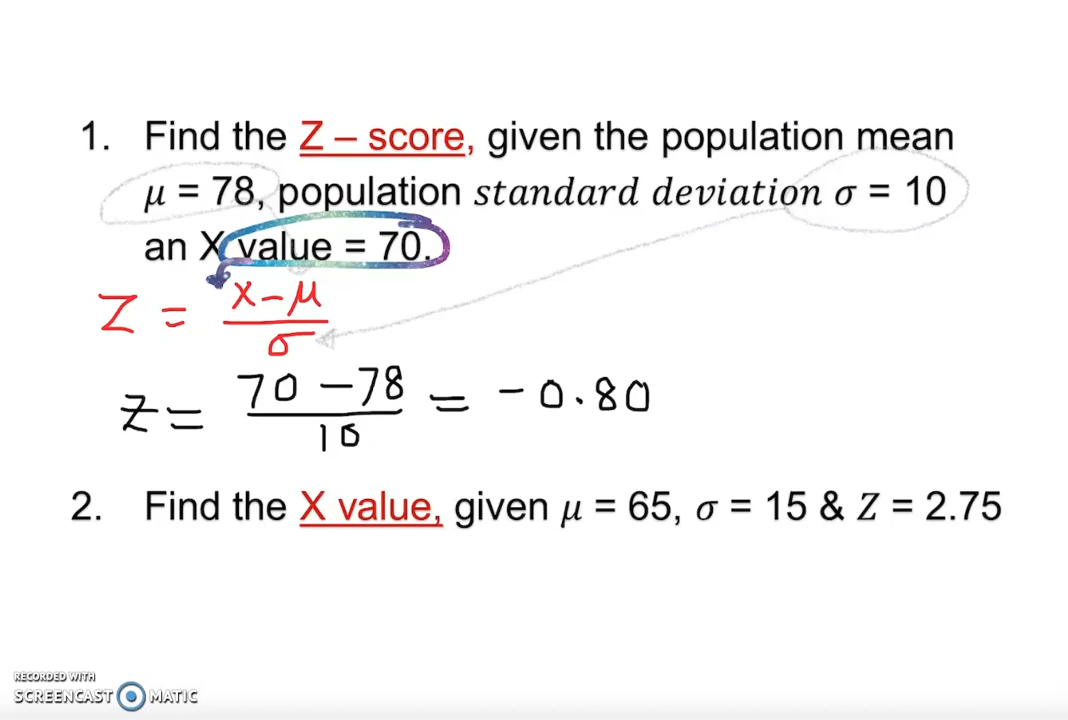 1. Find the Z – score, given the population mean
μ = 78, population standard deviation σ = 10
an X value = 70.
Z = x-μ/σ
Z = 70-78/10 = -0.80
2. Find the X value, given μ = 65, σ = 15 & Z = 2.75
RECORDED WITH
SCREENCAST MATIC